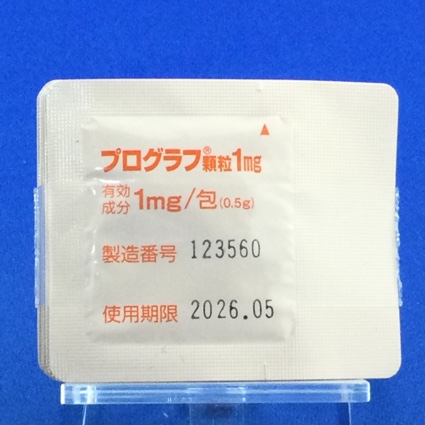 プログラフ®顆粒1mg
有効成分 1mg/包(0.5g)
製造番号 123560
使用期限 2026.05